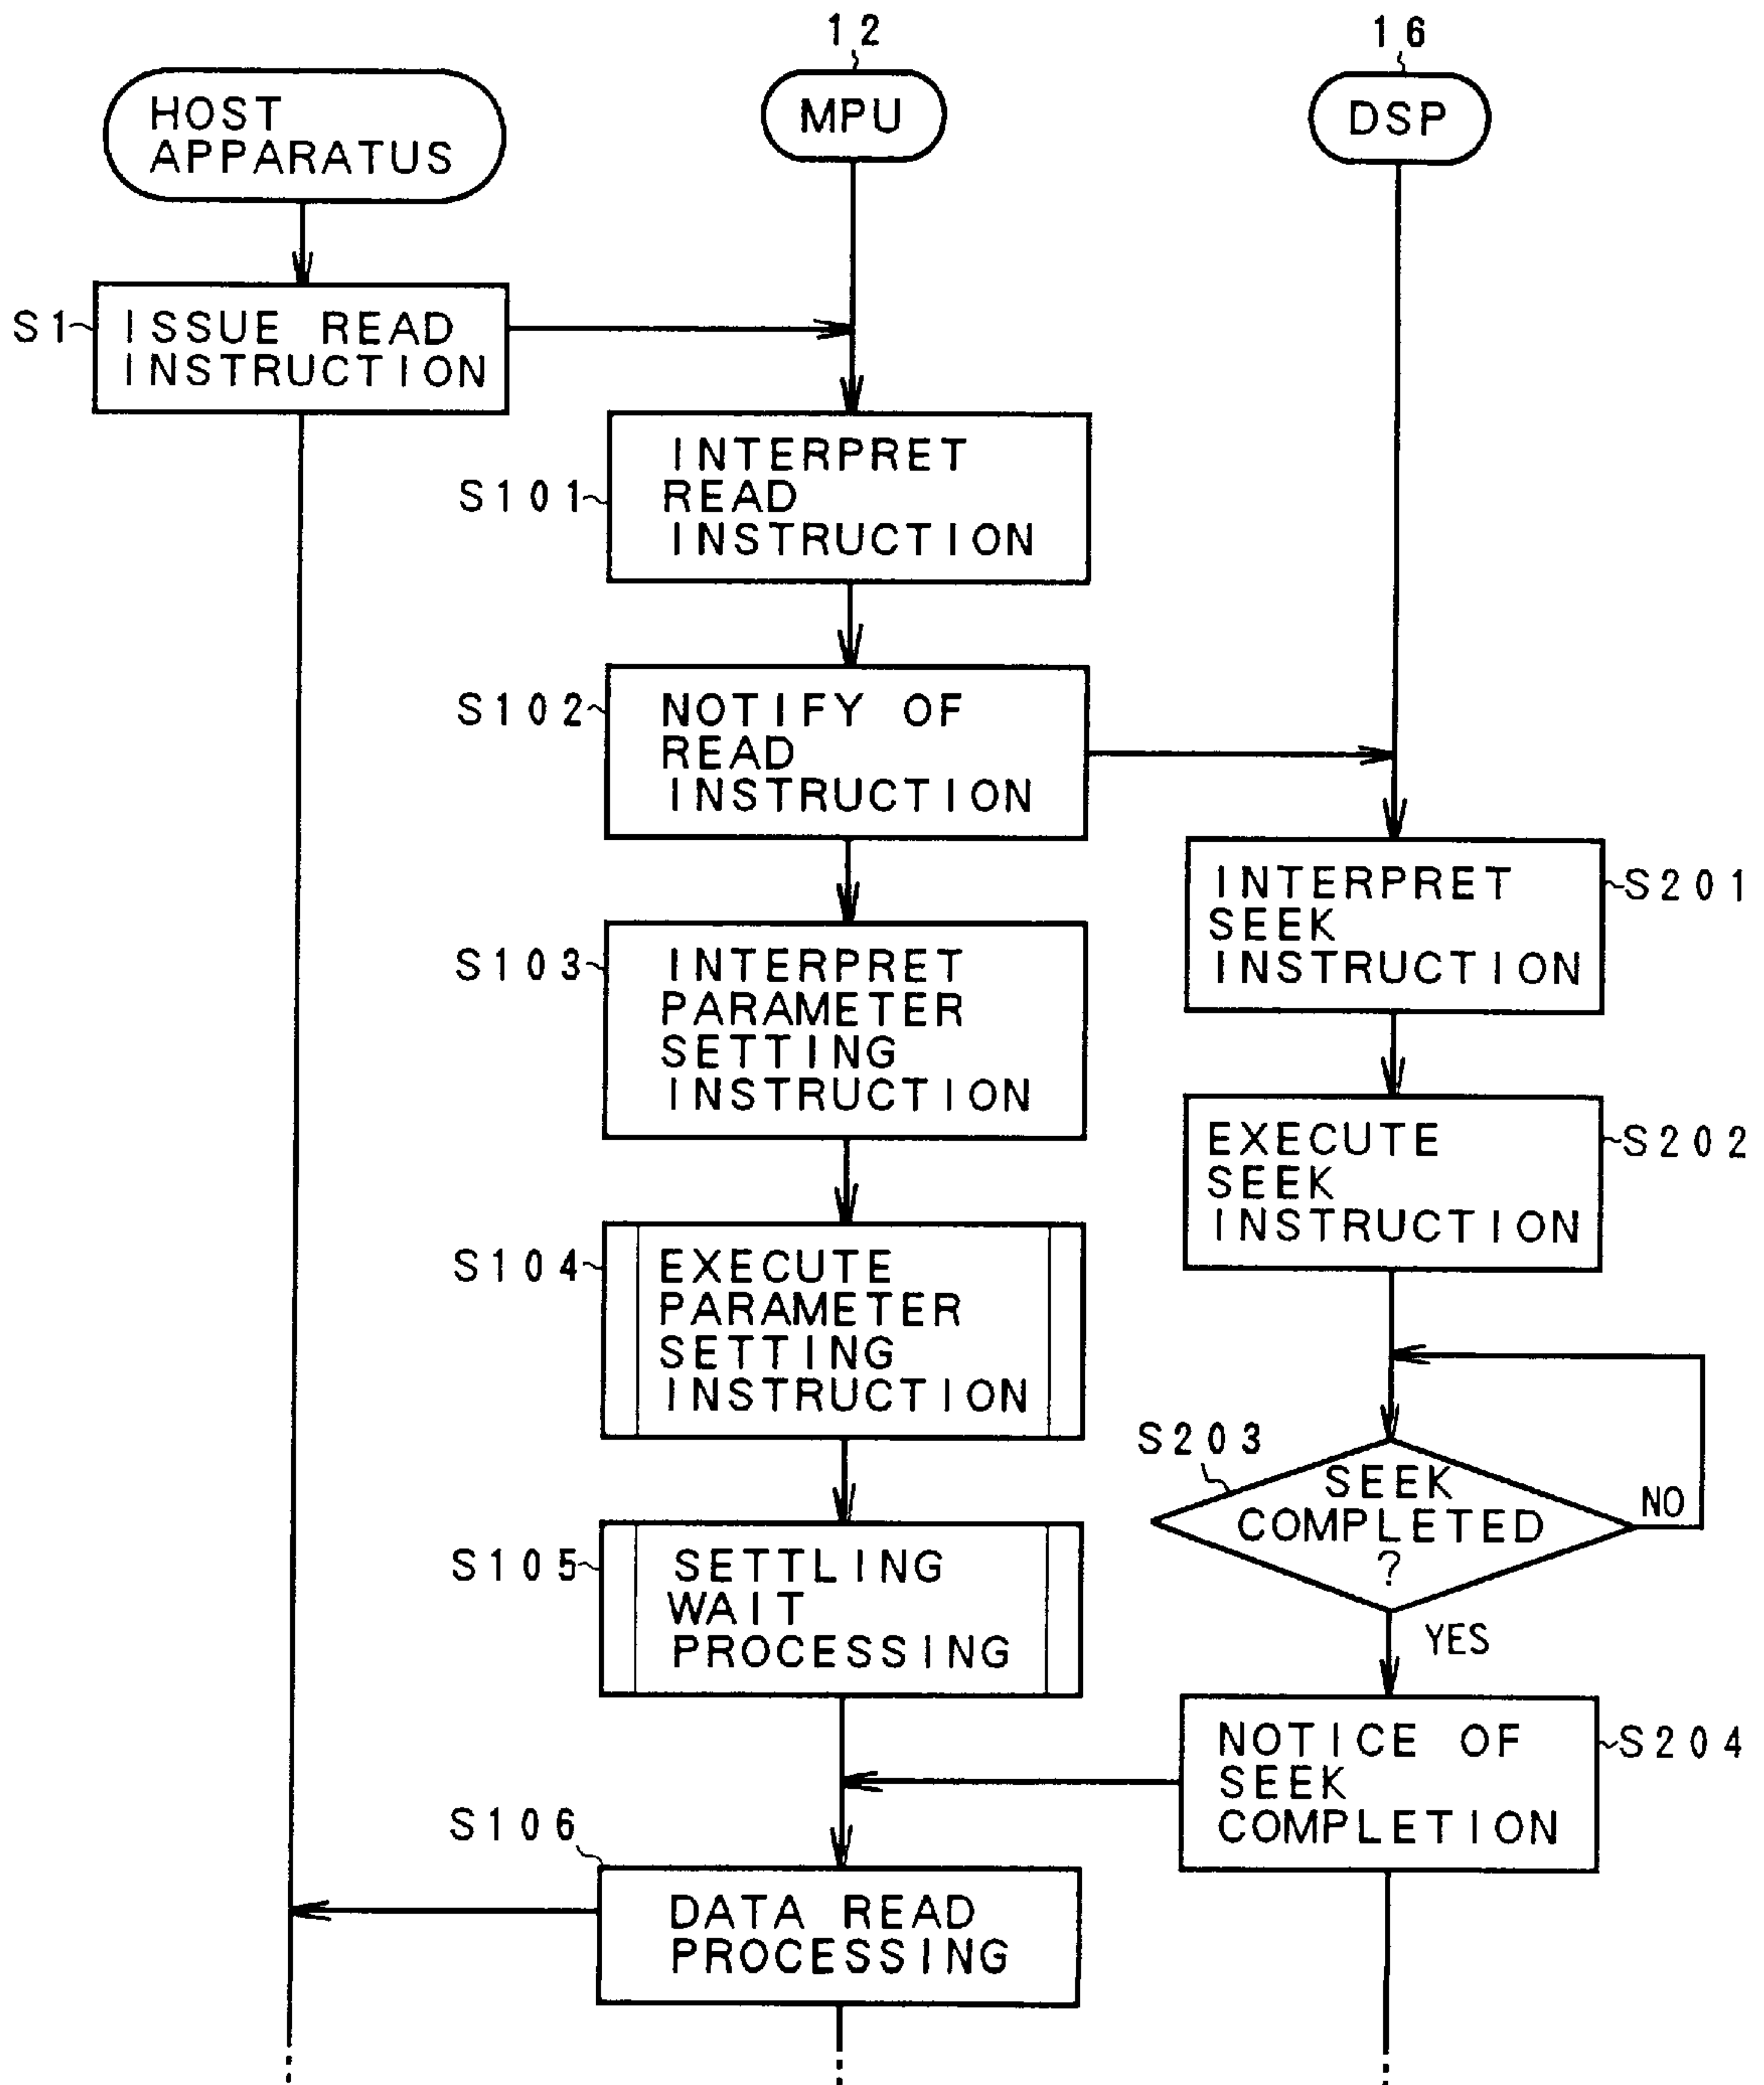 12
16
HOST
APPARATUS
MPU
DSP
S1
ISSUE READ
INSTRUCTION
S101
INTERPRET
READ
INSTRUCTION
S102
NOTIFY OF
READ
INSTRUCTION
INTERPRET
SEEK
INSTRUCTION
S201
S103
INTERPRET
PARAMETER
SETTING
INSTRUCTION
EXECUTE
SEEK
INSTRUCTION
S202
S104
EXECUTE
PARAMETER
SETTING
INSTRUCTION
S203
SEEK
COMPLETED
?
NO
YES
S105
SETTLING
WAIT
PROCESSING
NOTICE OF
SEEK
COMPLETION
S204
S106
DATA READ
PROCESSING